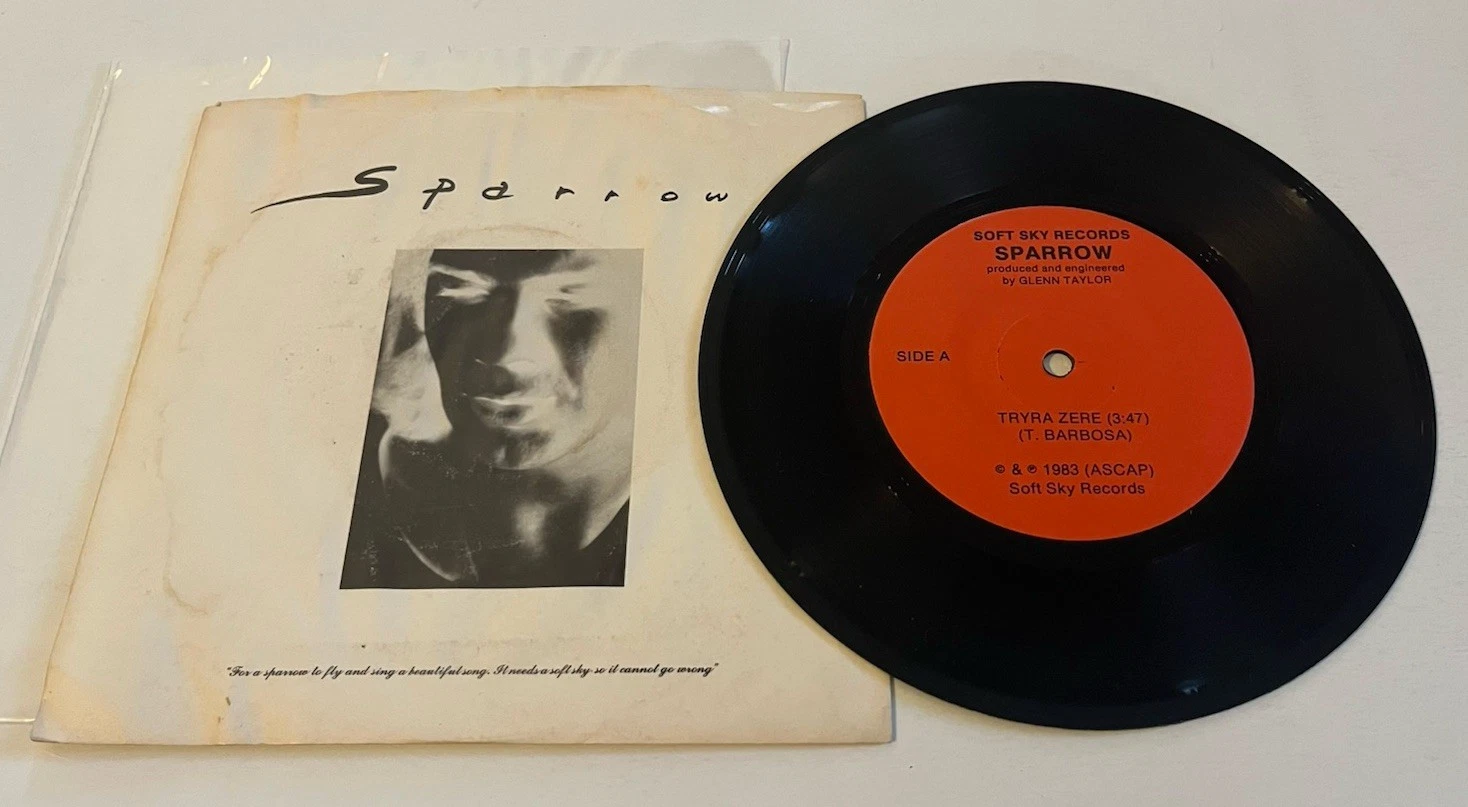 Sparrow
"For a sparrow to fly and sing a beautiful song. It needs a soft sky so it cannot go wrong"
SOFT SKY RECORDS
SPARROW
produced and engineered
by GLENN TAYLOR
SIDE A
TRYRA ZERE (3:47)
(T. BARBOSA)
© & ℗ 1983 (ASCAP)
Soft Sky Records